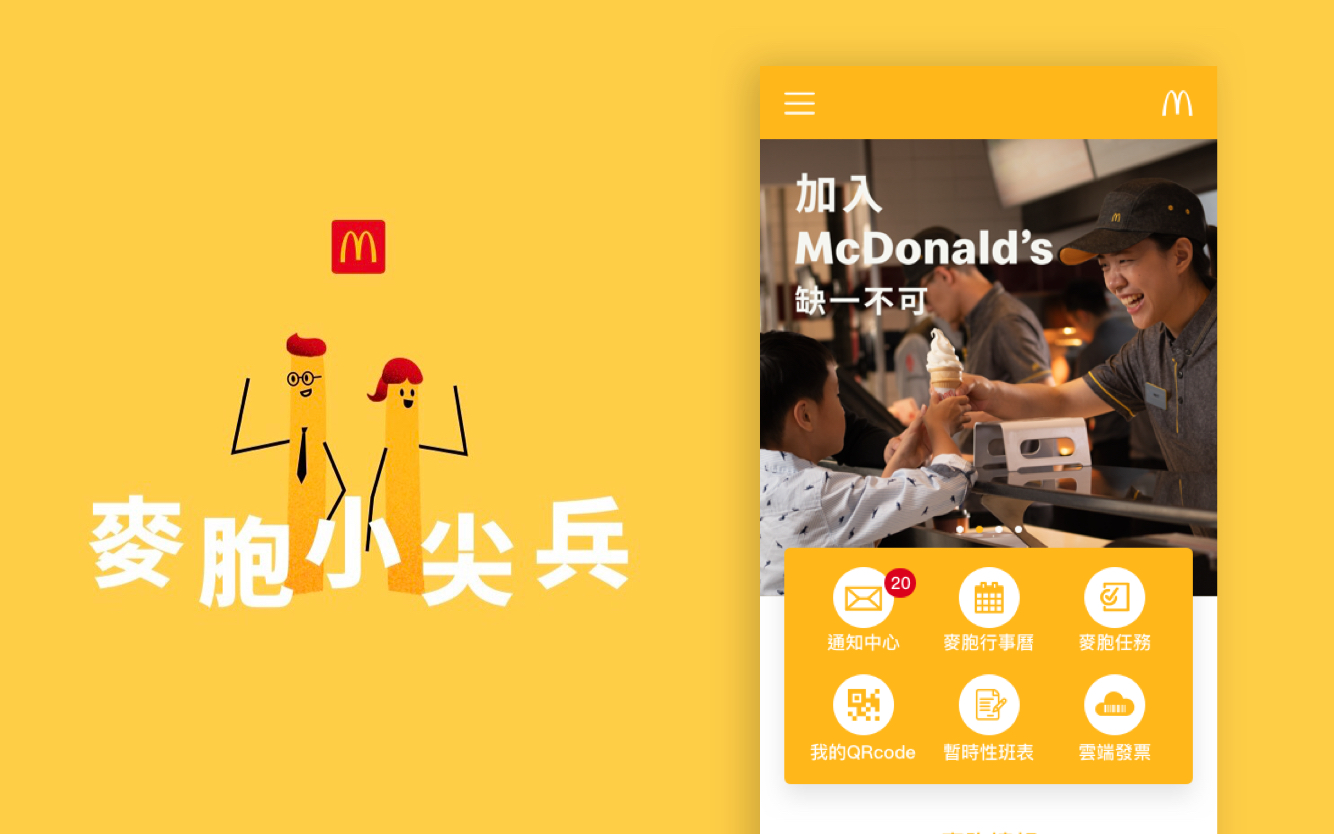 麥胞小尖兵
加入
McDonald's
缺一不可
20
通知中心
麥胞行事曆
麥胞任務
我的QRcode
暫時性班表
雲端發票